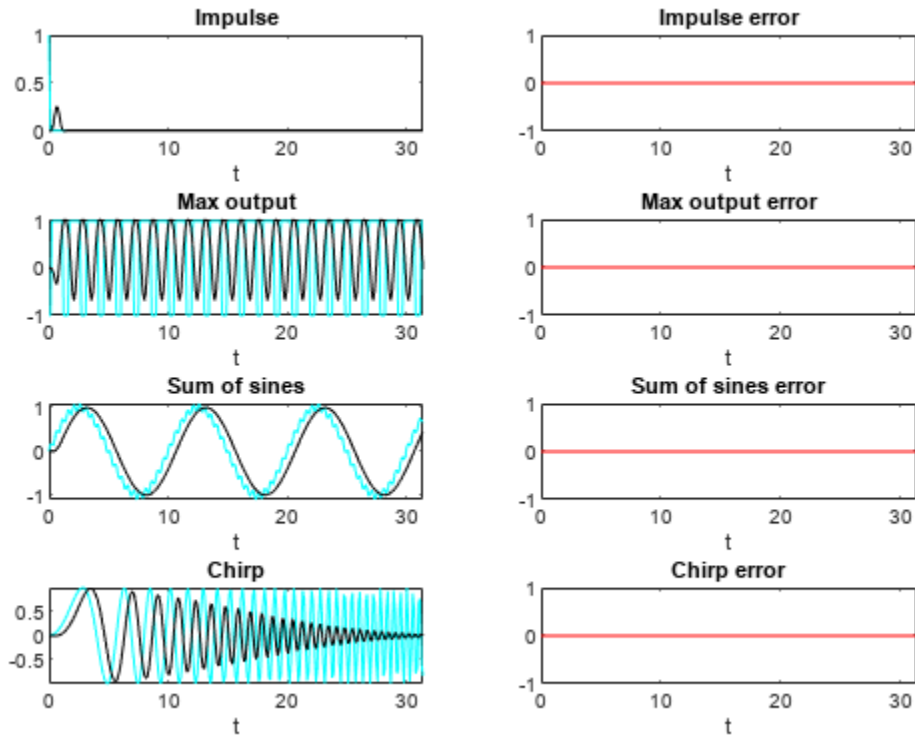 Impulse
1
0.5
0
0 10 20 30
t
Impulse error
1
0
-1
0 10 20 30
t
Max output
1
0
-1
0 10 20 30
t
Max output error
1
0
-1
0 10 20 30
t
Sum of sines
1
0
-1
0 10 20 30
t
Sum of sines error
1
0
-1
0 10 20 30
t
Chirp
0.5
0
-0.5
0 10 20 30
t
Chirp error
1
0
-1
0 10 20 30
t